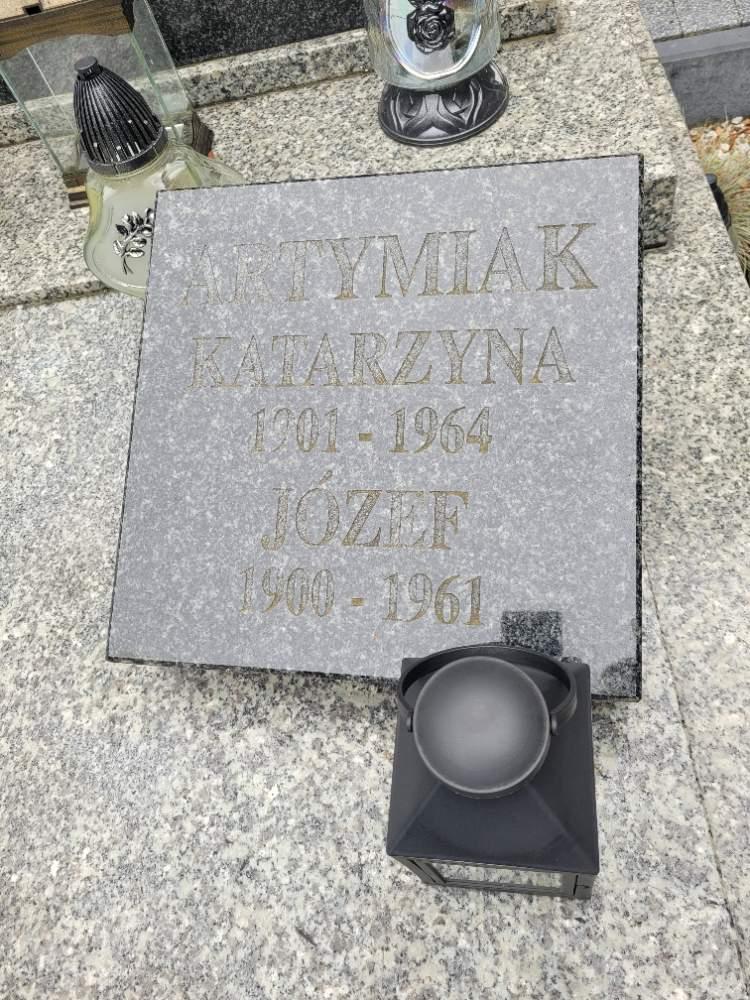 ARTYMIAK
KATARZYNA
1901 - 1964
JÓZEF
1900 - 1961